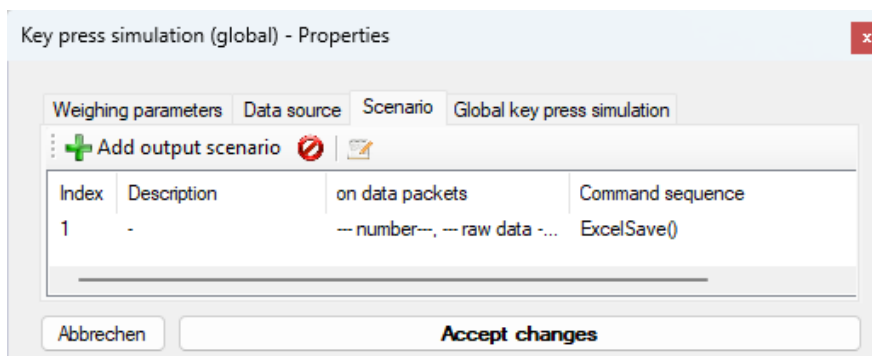 Key press simulation (global) - Properties
x
Weighing parameters Data source Scenario Global key press simulation
Add output scenario
Index Description on data packets Command sequence
1 - --- number---, --- raw data -... ExcelSave()
Abbrechen Accept changes